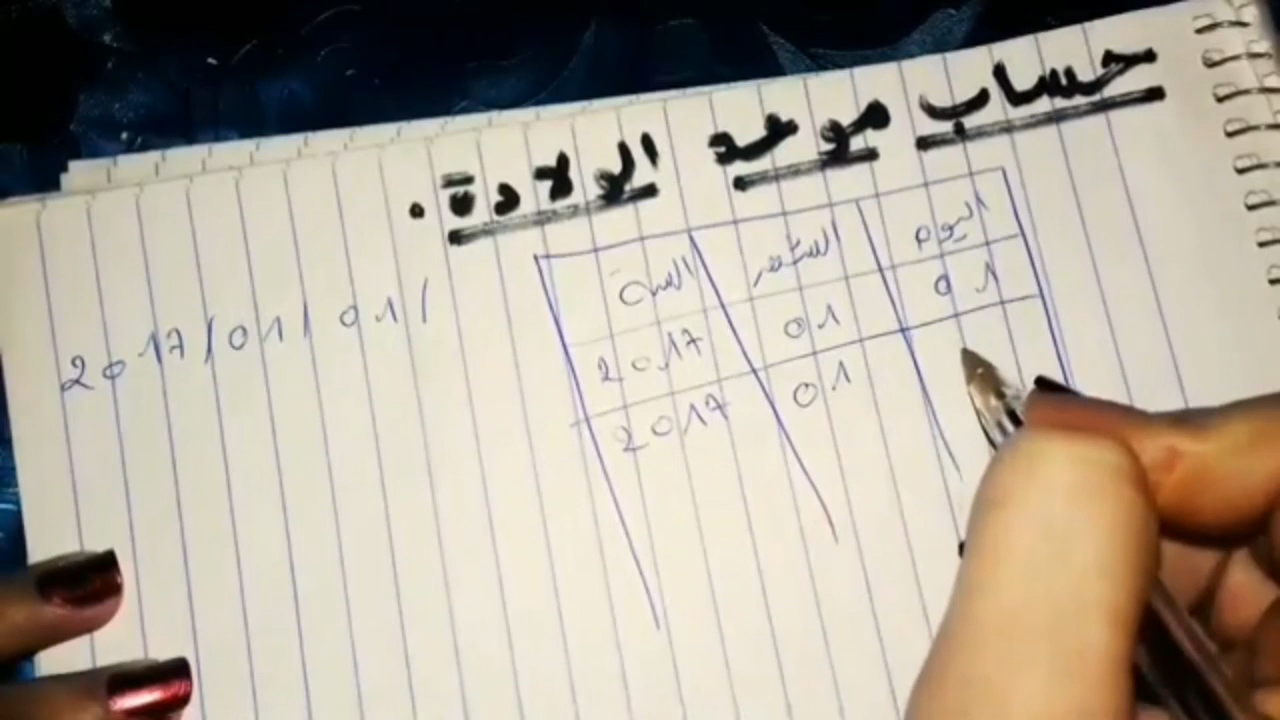 حساب موعد الولادة.
اليوم الشهر السنة
01 01 2017
01 2017
2017/01/01/